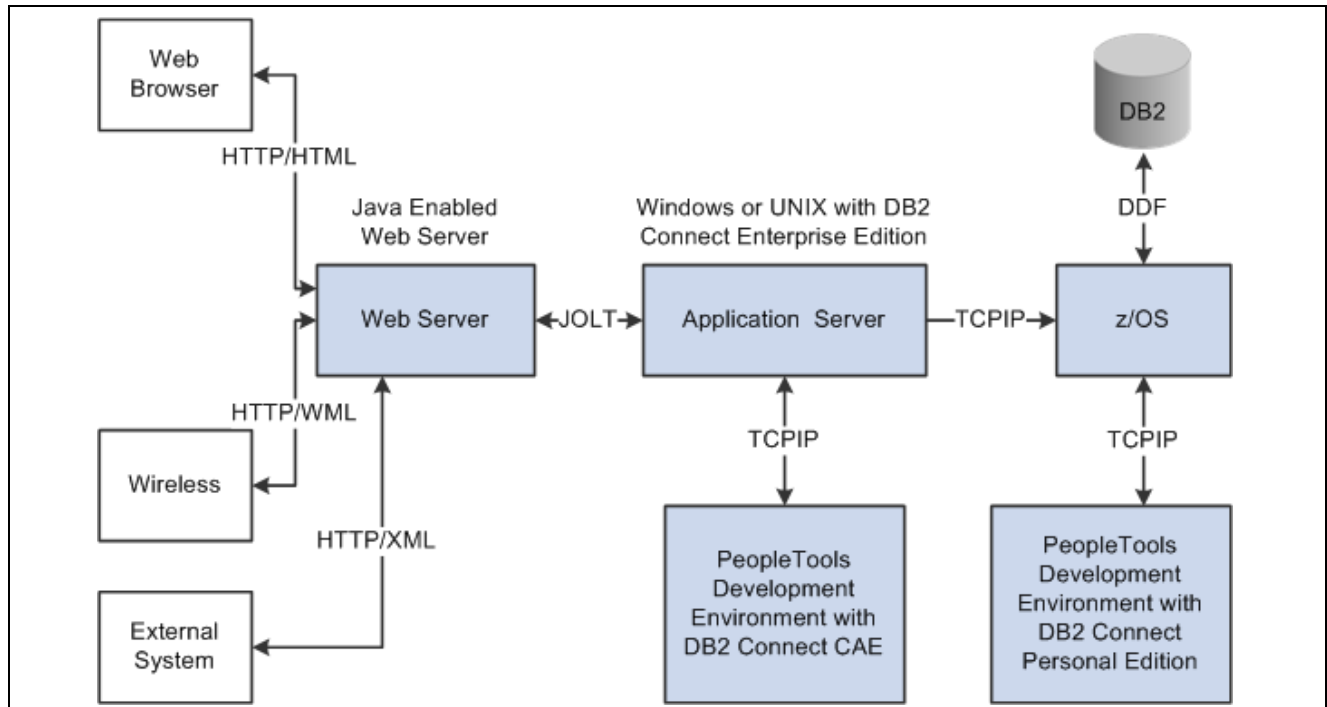 Web
Browser
DB2
HTTP/HTML
Java Enabled
Web Server
Windows or UNIX with DB2
Connect Enterprise Edition
DDF
Web Server
JOLT
Application Server
TCPIP
z/OS
HTTP/WML
TCPIP
TCPIP
Wireless
HTTP/XML
PeopleTools
Development
Environment with
DB2 Connect CAE
PeopleTools
Development
Environment with
DB2 Connect
Personal Edition
External
System